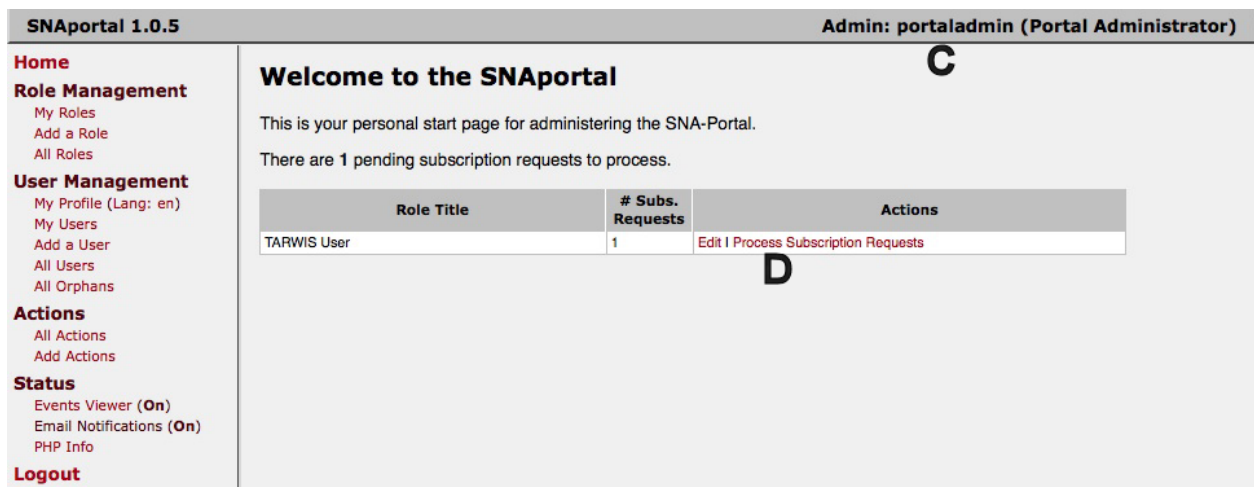 SNAportal 1.0.5
Admin: portaladmin (Portal Administrator)
C
Home
Role Management
My Roles
Add a Role
All Roles
User Management
My Profile (Lang: en)
My Users
Add a User
All Users
All Orphans
Actions
All Actions
Add Actions
Status
Events Viewer (On)
Email Notifications (On)
PHP Info
Logout
Welcome to the SNAportal
This is your personal start page for administering the SNA-Portal.
There are 1 pending subscription requests to process.
Role Title
# Subs.
Requests
Actions
TARWIS User
1
Edit | Process Subscription Requests
D